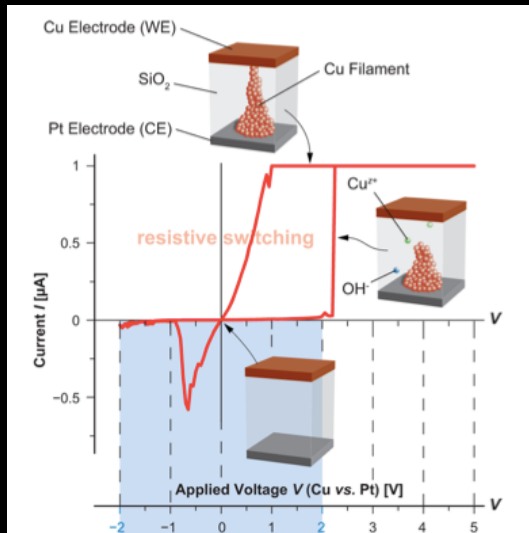 Cu Electrode (WE)
SiO₂
Cu Filament
Pt Electrode (CE)
1
Cuᶻ⁺
resistive switching
0.5
OH⁻
Current I [µA]
0
V
−0.5
Applied Voltage V (Cu vs. Pt) [V]
V
−2 −1 0 1 2 3 4 5